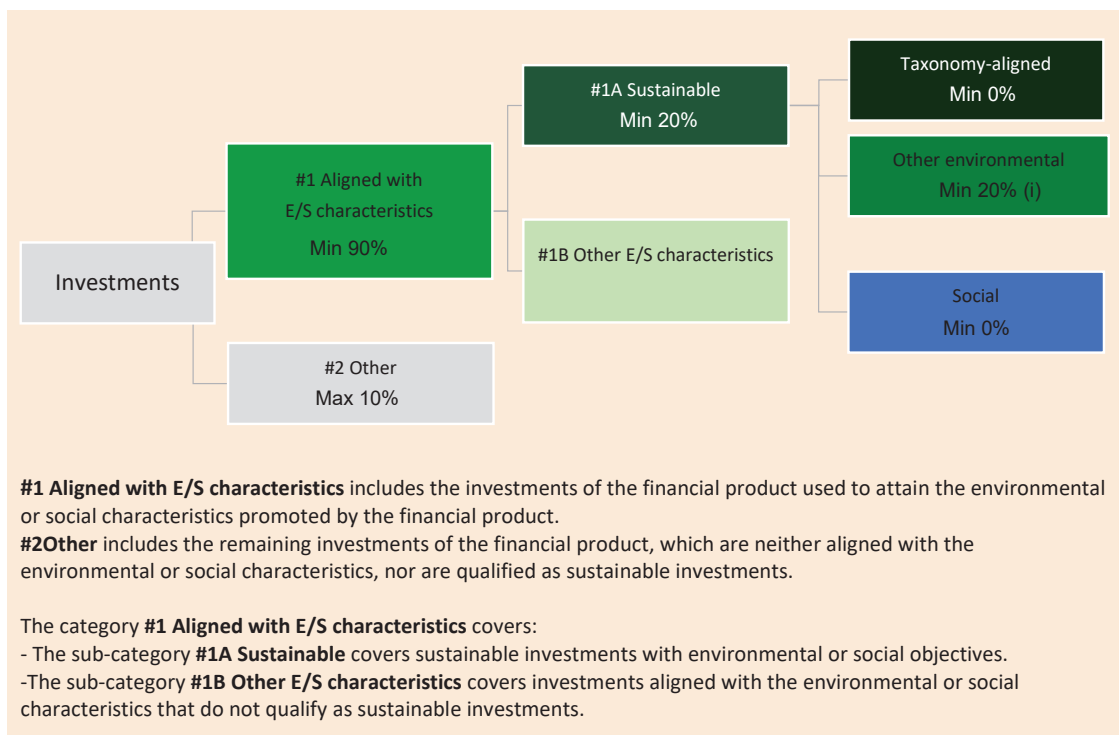 Investments
#1 Aligned with
E/S characteristics
Min 90%
#2 Other
Max 10%
#1A Sustainable
Min 20%
#1B Other E/S characteristics
Taxonomy-aligned
Min 0%
Other environmental
Min 20% (i)
Social
Min 0%
#1 Aligned with E/S characteristics includes the investments of the financial product used to attain the environmental
or social characteristics promoted by the financial product.
#2Other includes the remaining investments of the financial product, which are neither aligned with the
environmental or social characteristics, nor are qualified as sustainable investments.
The category #1 Aligned with E/S characteristics covers:
- The sub-category #1A Sustainable covers sustainable investments with environmental or social objectives.
-The sub-category #1B Other E/S characteristics covers investments aligned with the environmental or social
characteristics that do not qualify as sustainable investments.